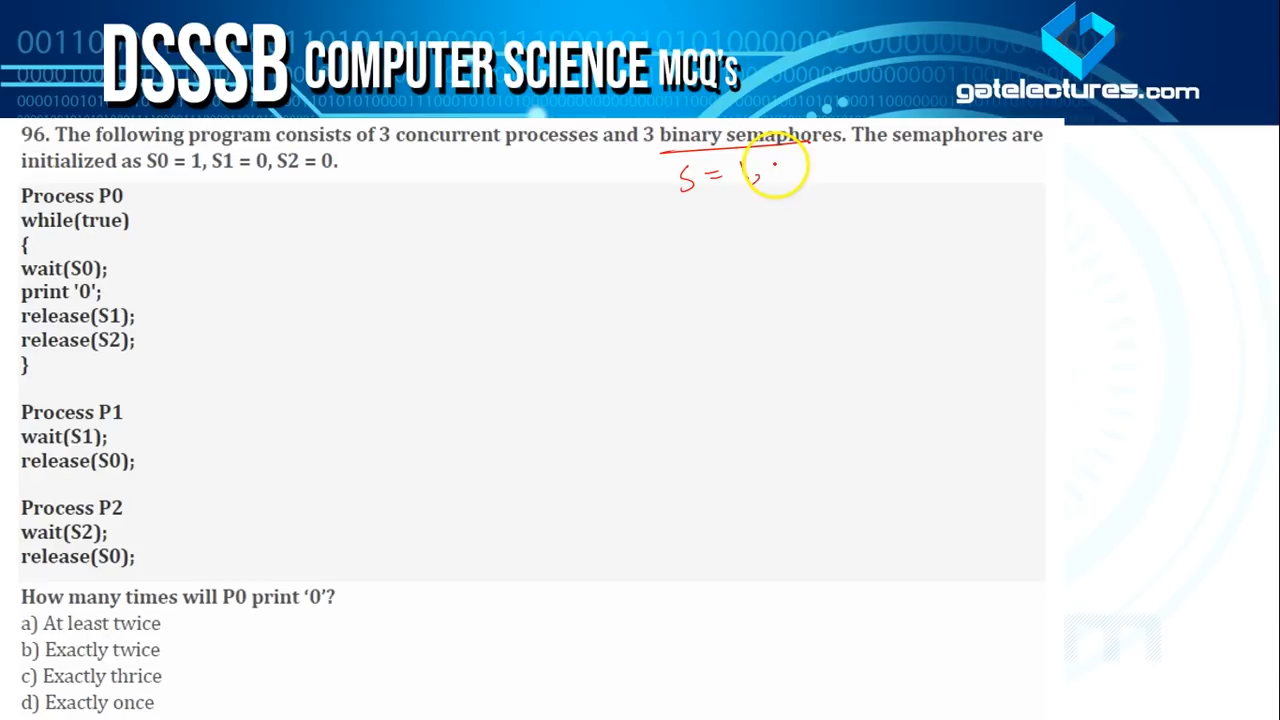 DSSSB COMPUTER SCIENCE MCQ's
gatelectures.com
96. The following program consists of 3 concurrent processes and 3 binary semaphores. The semaphores are
initialized as S0 = 1, S1 = 0, S2 = 0.
S =
Process P0
while(true)
{
wait(S0);
print '0';
release(S1);
release(S2);
}
Process P1
wait(S1);
release(S0);
Process P2
wait(S2);
release(S0);
How many times will P0 print ‘0’?
a) At least twice
b) Exactly twice
c) Exactly thrice
d) Exactly once